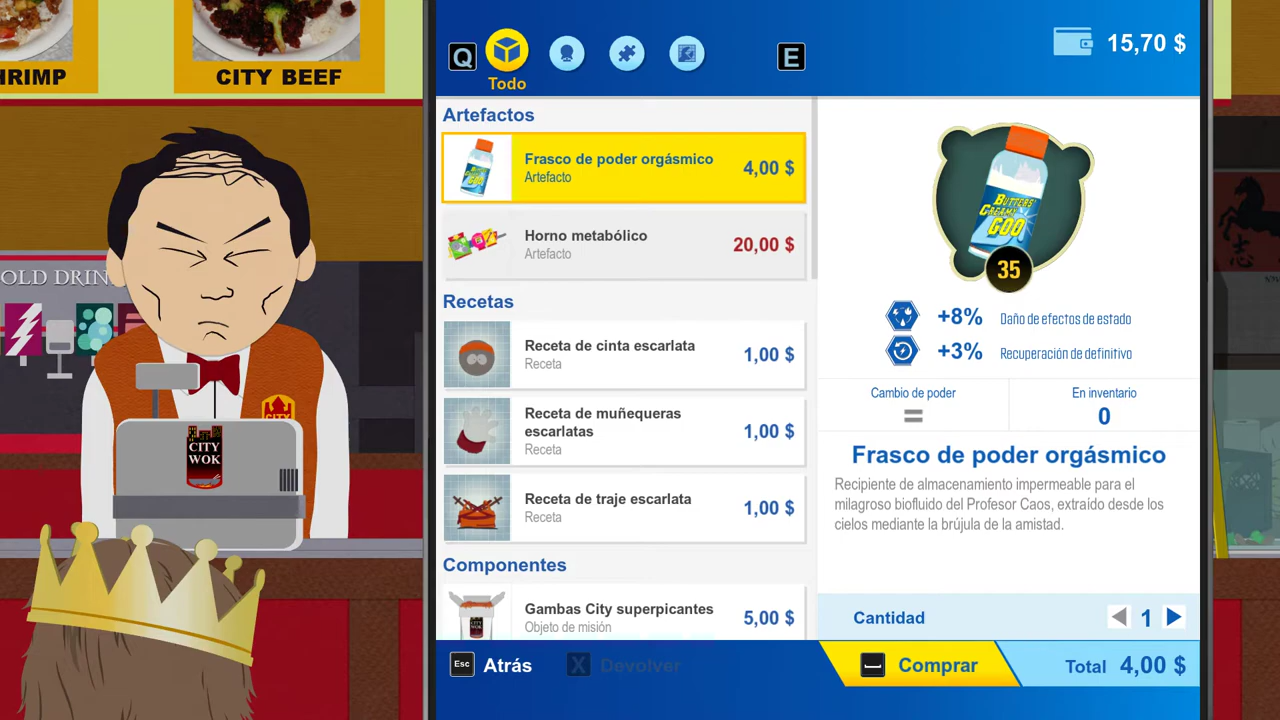 HRIMP
CITY BEEF
OLD DRIN
CITY
CITY
WOK
Q
E
Todo
15,70 $
Artefactos
Frasco de poder orgásmico
Artefacto
4,00 $
Horno metabólico
Artefacto
20,00 $
Recetas
Receta de cinta escarlata
Receta
1,00 $
Receta de muñequeras
escarlatas
Receta
1,00 $
Receta de traje escarlata
Receta
1,00 $
Componentes
Gambas City superpicantes
Objeto de misión
5,00 $
BUTTERS'
CREAMY
GOO
35
+8% Daño de efectos de estado
+3% Recuperación de definitivo
Cambio de poder
=
En inventario
0
Frasco de poder orgásmico
Recipiente de almacenamiento impermeable para el
milagroso biofluido del Profesor Caos, extraído desde los
cielos mediante la brújula de la amistad.
Cantidad
1
Esc Atrás
X Devolver
Comprar
Total 4,00 $